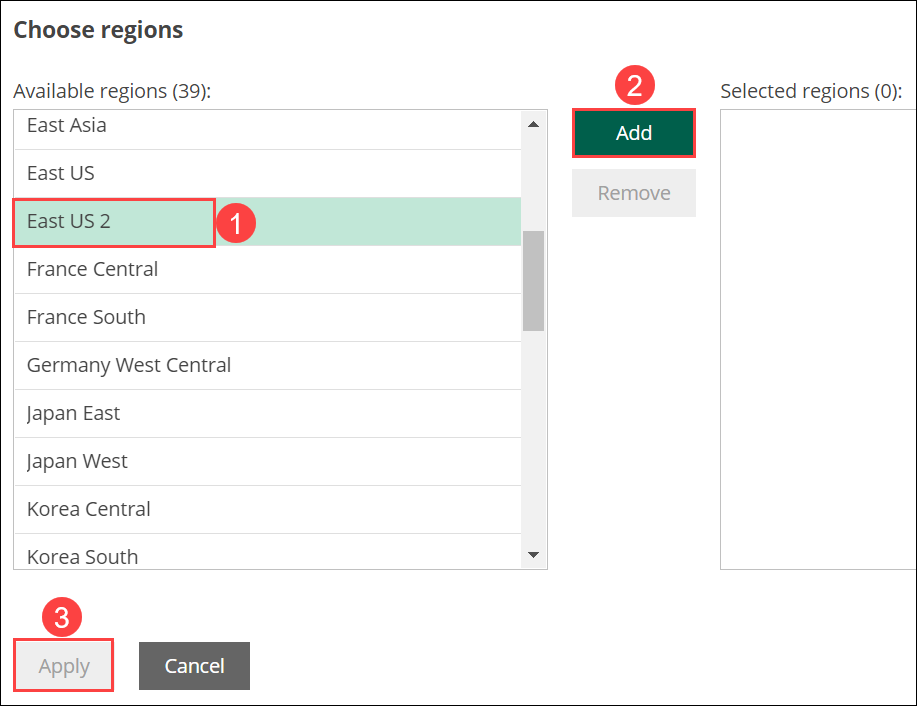 Choose regions
Available regions (39):
East Asia
East US
East US 2
1
France Central
France South
Germany West Central
Japan East
Japan West
Korea Central
Korea South
2
Add
Remove
Selected regions (0):
3
Apply
Cancel